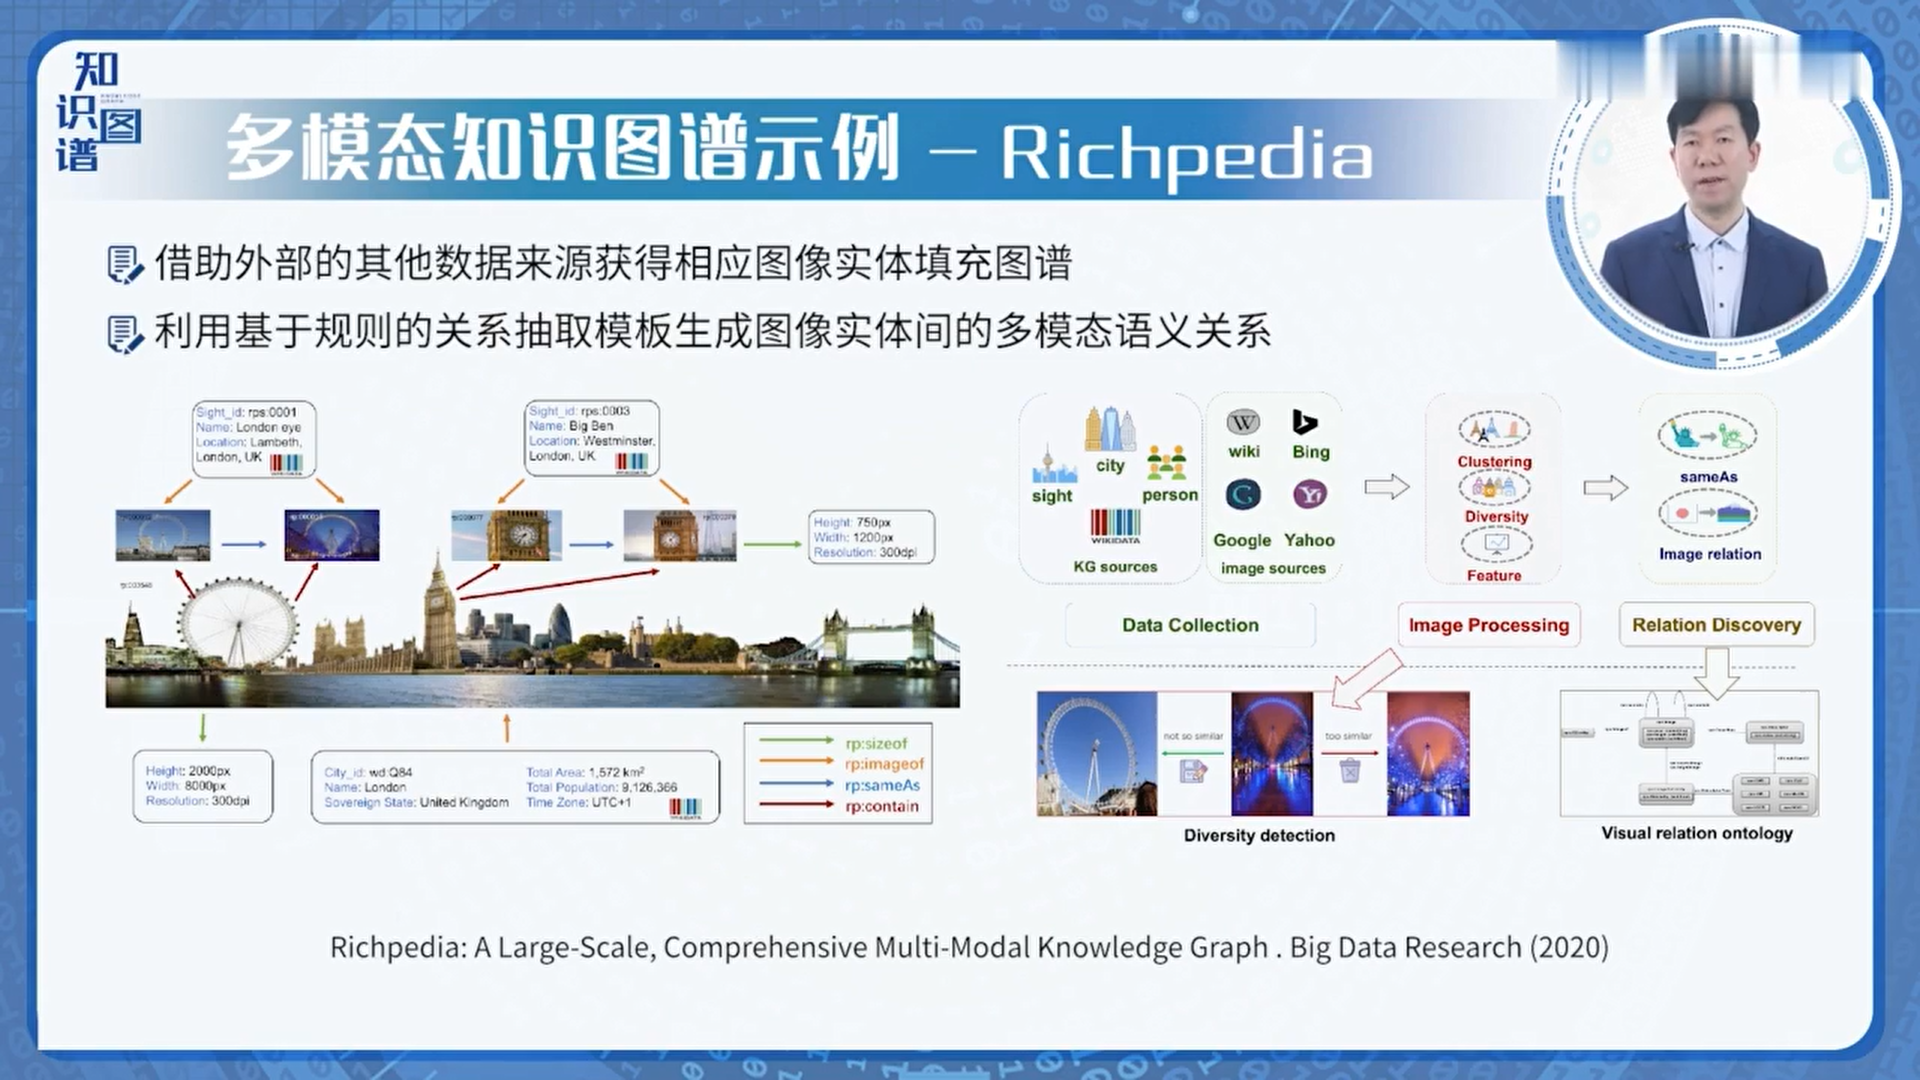 知识图谱
多模态知识图谱示例 – Richpedia
借助外部的其他数据来源获得相应图像实体填充图谱
利用基于规则的关系抽取模板生成图像实体间的多模态语义关系
Sight_id: rps:0001
Name: London eye
Location: Lambeth,
London, UK
Sight_id: rps:0003
Name: Big Ben
Location: Westminster,
London, UK
Height: 750px
Width: 1200px
Resolution: 300dpI
Height: 2000px
Width: 8000px
Resolution: 300dpi
City_id: wd:Q84
Name: London
Sovereign State: United Kingdom
Total Area: 1,572 km²
Total Population: 9,126,366
Time Zone: UTC+1
WIKIDATA
rp:sizeof
rp:imageof
rp:sameAs
rp:contain
sight
city
person
WIKIDATA
KG sources
W
wiki
Bing
G
Google
Y!
Yahoo
image sources
Clustering
Diversity
Feature
sameAs
Image relation
Data Collection
Image Processing
Relation Discovery
not so similar
too similar
Diversity detection
Visual relation ontology
Richpedia: A Large-Scale, Comprehensive Multi-Modal Knowledge Graph . Big Data Research (2020)